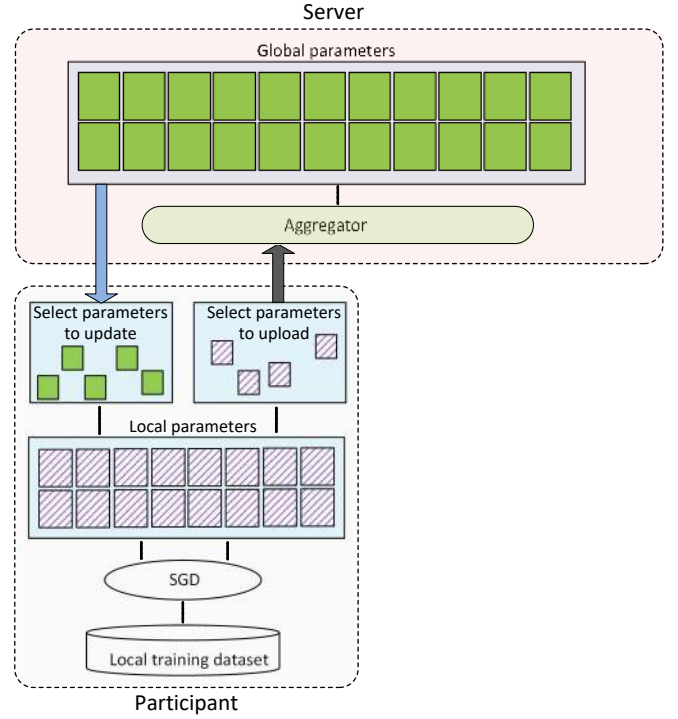 Server
Global parameters
Aggregator
Select parameters
to update
Select parameters
to upload
Local parameters
SGD
Local training dataset
Participant